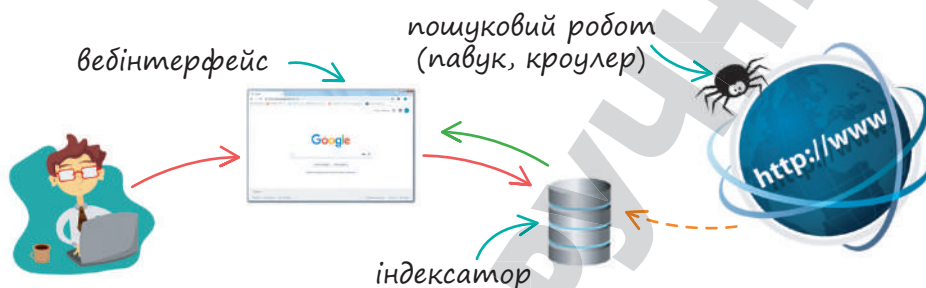 вебінтерфейс
пошуковий робот
(павук, кроулер)
Google
http://www
індексатор